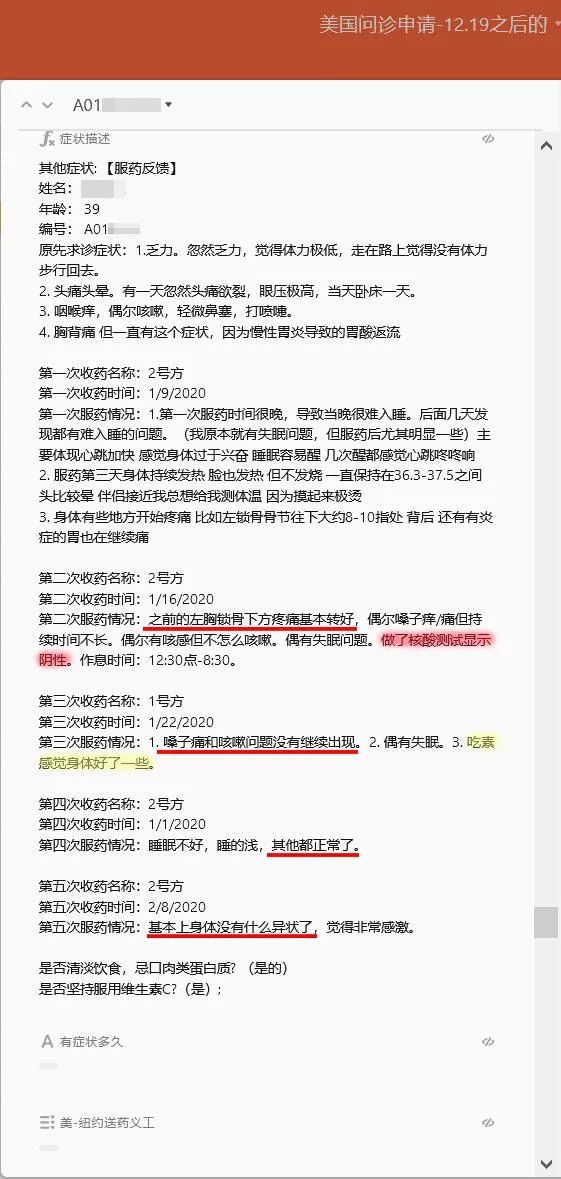 美国问诊申请-12.19之后的
A01
症状描述
其他症状:【服药反馈】
姓名：
年龄： 39
编号： A01
原先求诊症状：1.乏力。忽然乏力，觉得体力极低，走在路上觉得没有体力
步行回去。
2. 头痛头晕。有一天忽然头痛欲裂，眼压极高，当天卧床一天。
3. 咽喉痒，偶尔咳嗽，轻微鼻塞，打喷嚏。
4. 胸背痛 但一直有这个症状，因为慢性胃炎导致的胃酸返流
第一次收药名称：2号方
第一次收药时间：1/9/2020
第一次服药情况：1.第一次服药时间很晚，导致当晚很难入睡。后面几天发
现都有难入睡的问题。（我原本就有失眠问题，但服药后尤其明显一些）主
要体现心跳加快 感觉身体过于兴奋 睡眠容易醒 几次醒都感觉心跳咚咚响
2. 服药第三天身体持续发热 脸也发热 但不发烧 一直保持在36.3-37.5之间
头比较晕 伴侣接近我总想给我测体温 因为摸起来极烫
3. 身体有些地方开始疼痛 比如左锁骨骨节往下大约8-10指处 背后 还有有炎
症的胃也在继续痛
第二次收药名称：2号方
第二次收药时间：1/16/2020
第二次服药情况：之前的左胸锁骨下方疼痛基本转好，偶尔嗓子痒/痛但持
续时间不长。偶尔有咳感但不怎么咳嗽。偶有失眠问题。做了核酸测试显示
阴性。作息时间：12:30点-8:30。
第三次收药名称：1号方
第三次收药时间：1/22/2020
第三次服药情况：1. 嗓子痛和咳嗽问题没有继续出现。2. 偶有失眠。3. 吃素
感觉身体好了一些。
第四次收药名称：2号方
第四次收药时间：1/1/2020
第四次服药情况：睡眠不好，睡的浅，其他都正常了。
第五次收药名称：2号方
第五次收药时间：2/8/2020
第五次服药情况：基本上身体没有什么异状了，觉得非常感激。
是否清淡饮食，忌口肉类蛋白质？（是的）
是否坚持服用维生素C?（是）;
有症状多久
美-纽约送药义工